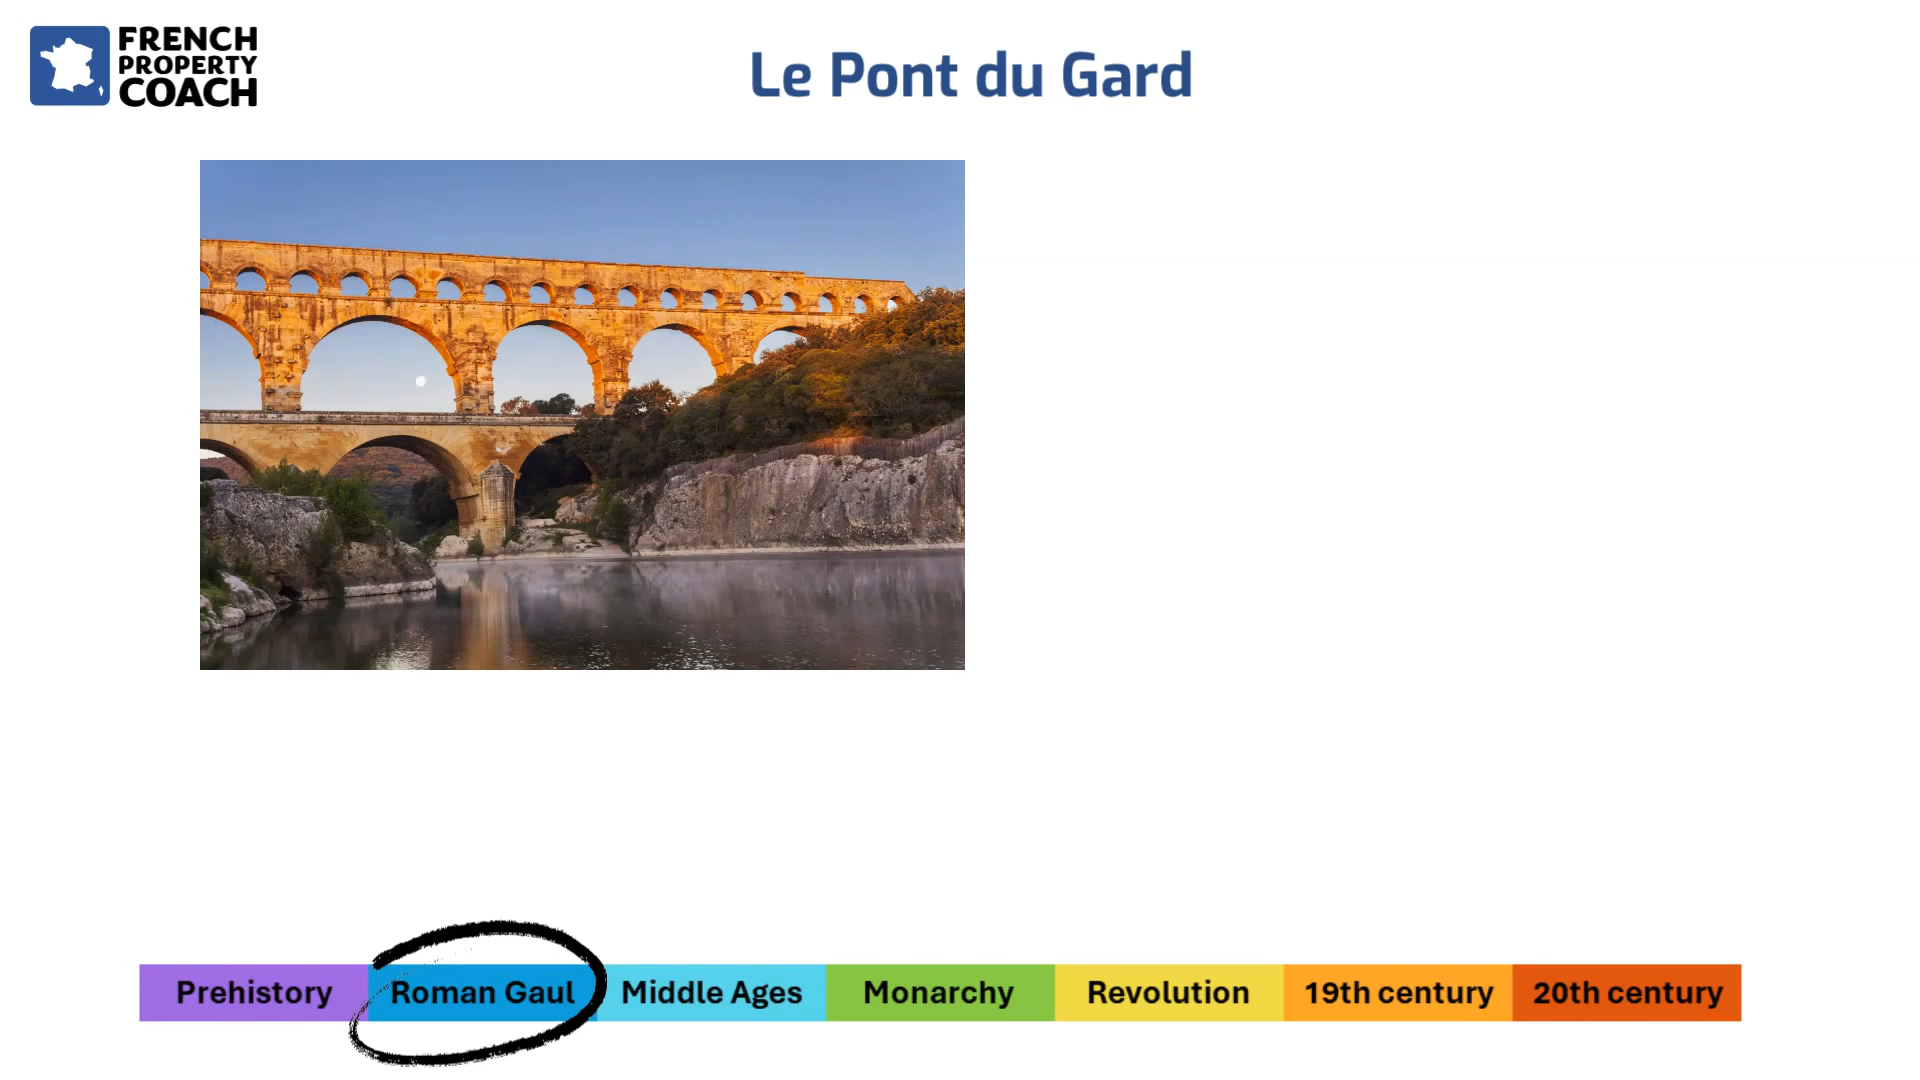 FRENCH
PROPERTY
COACH
Le Pont du Gard
Prehistory Roman Gaul Middle Ages Monarchy Revolution 19th century 20th century